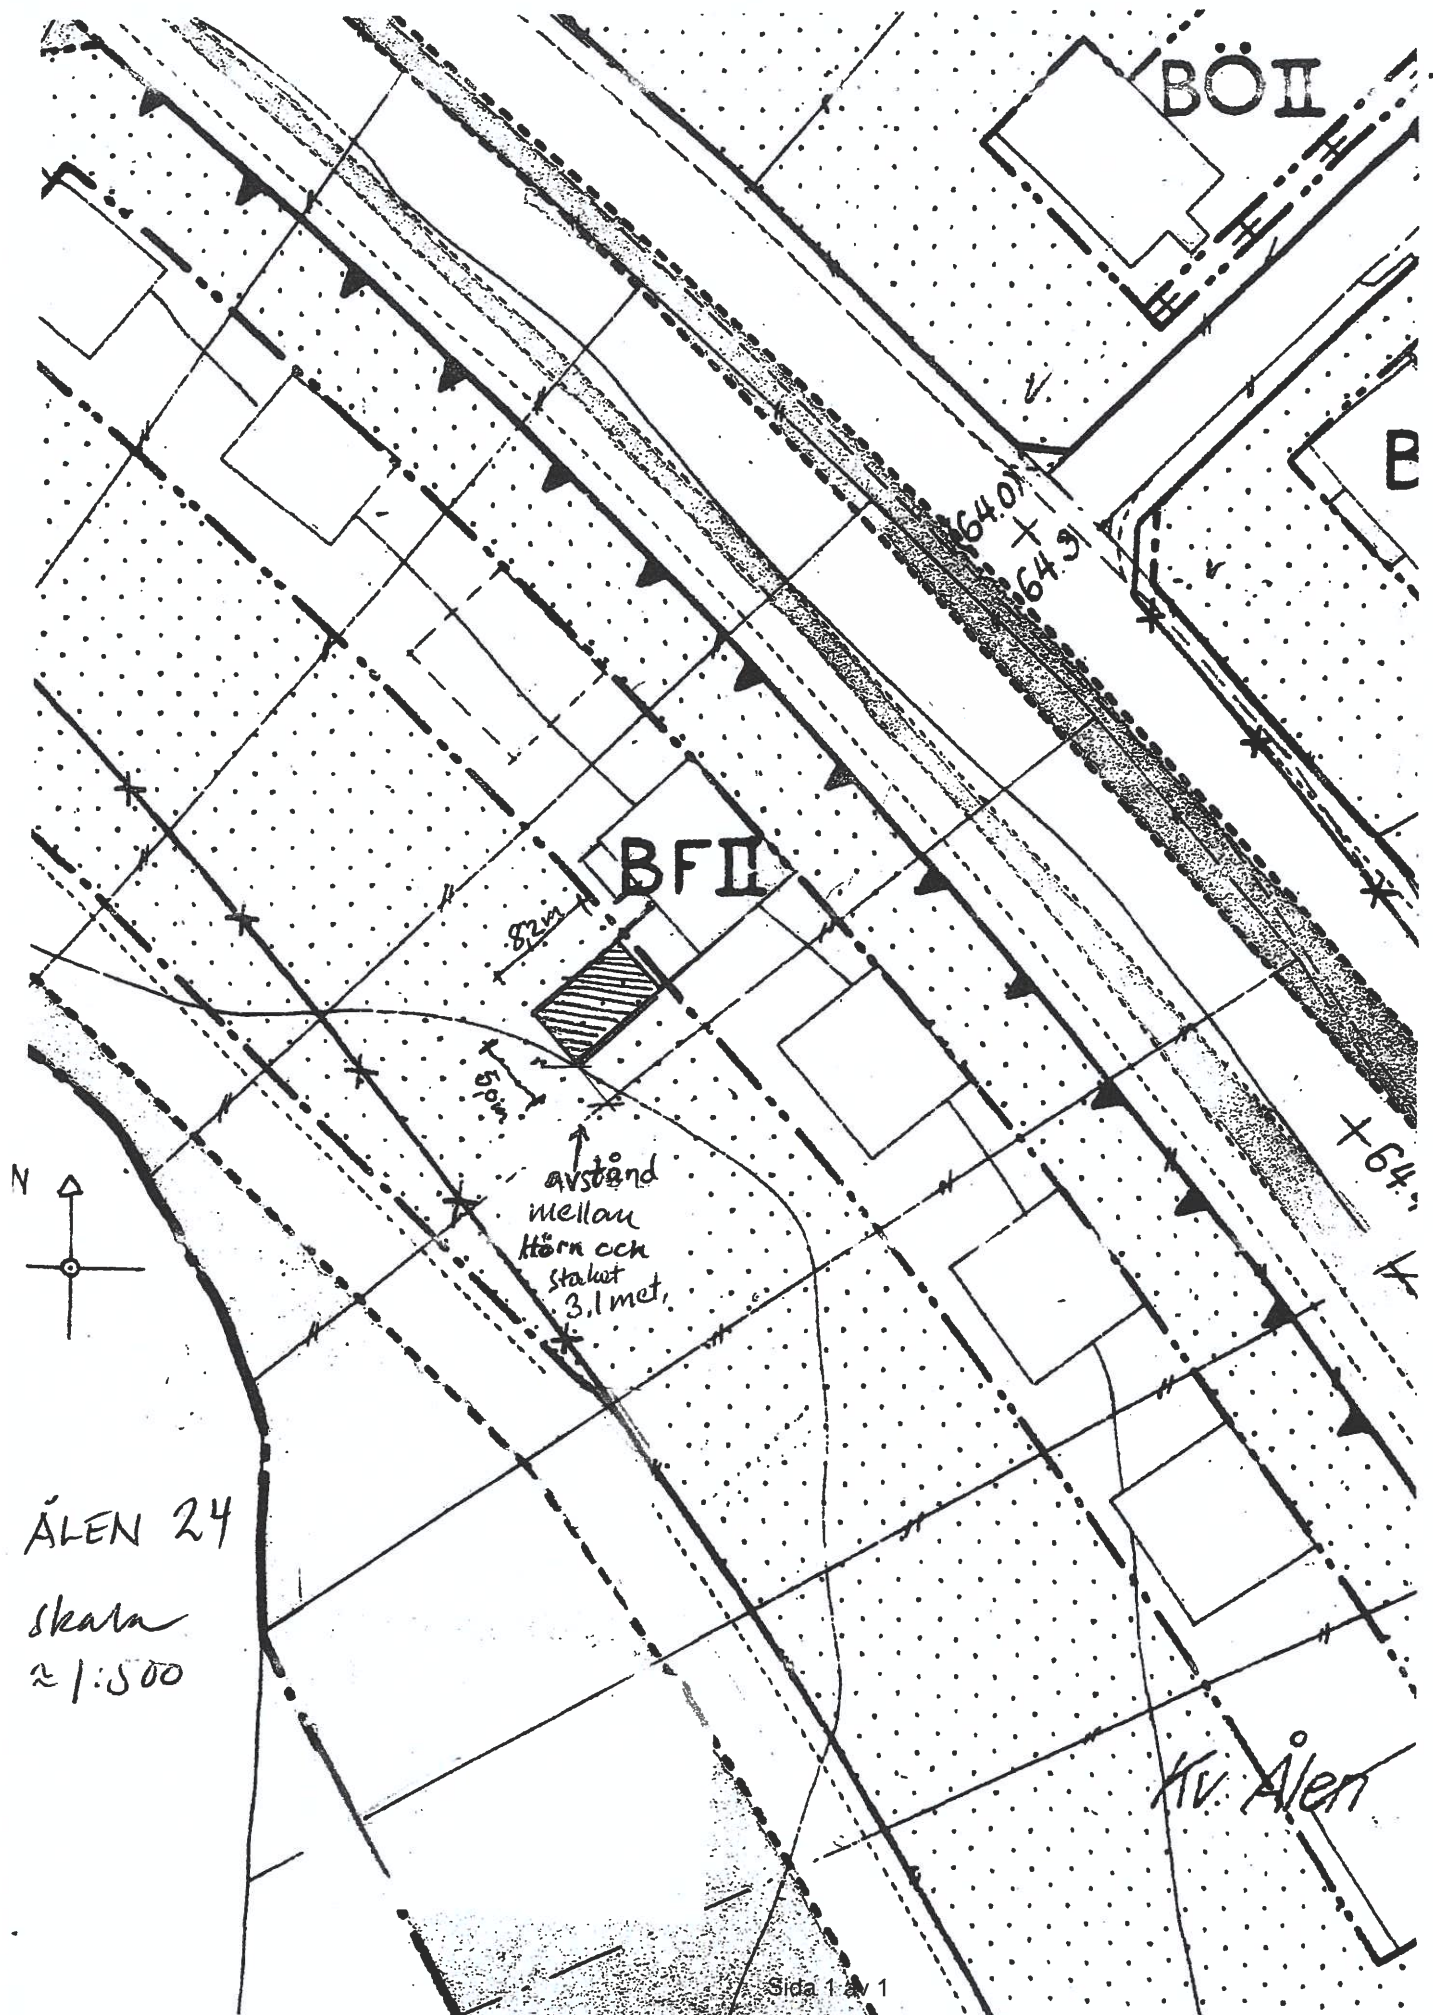 BÖII
B
64.0
64.3
BFII
8,2m
5,0m
64.
N
avstånd
mellan
Hörn och
staket
3,1 met.
ÅLEN 24
skala
≈ 1:500
Kv. Ålen
Sida 1 av 1